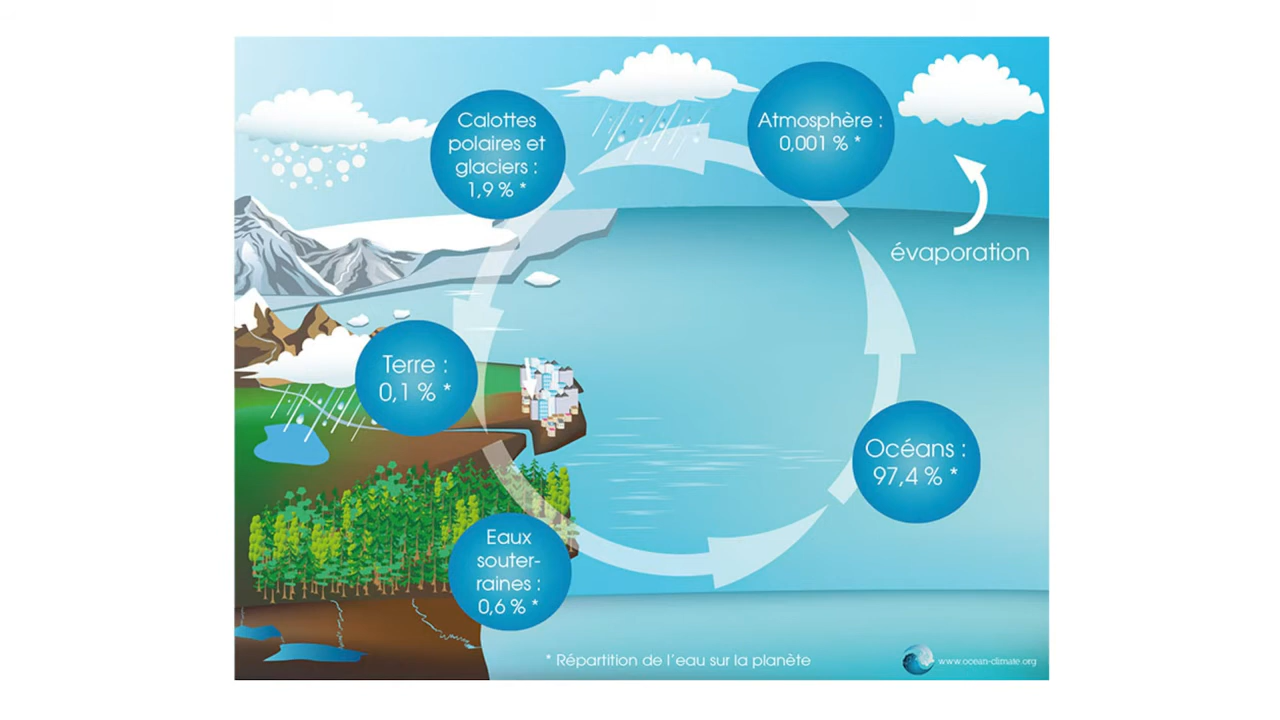 Calottes
polaires et
glaciers :
1,9 % *
Atmosphère :
0,001 % *
évaporation
Terre :
0,1 % *
Océans :
97,4 % *
Eaux
souter-
raines :
0,6 % *
* Répartition de l'eau sur la planète
www.ocean-climate.org